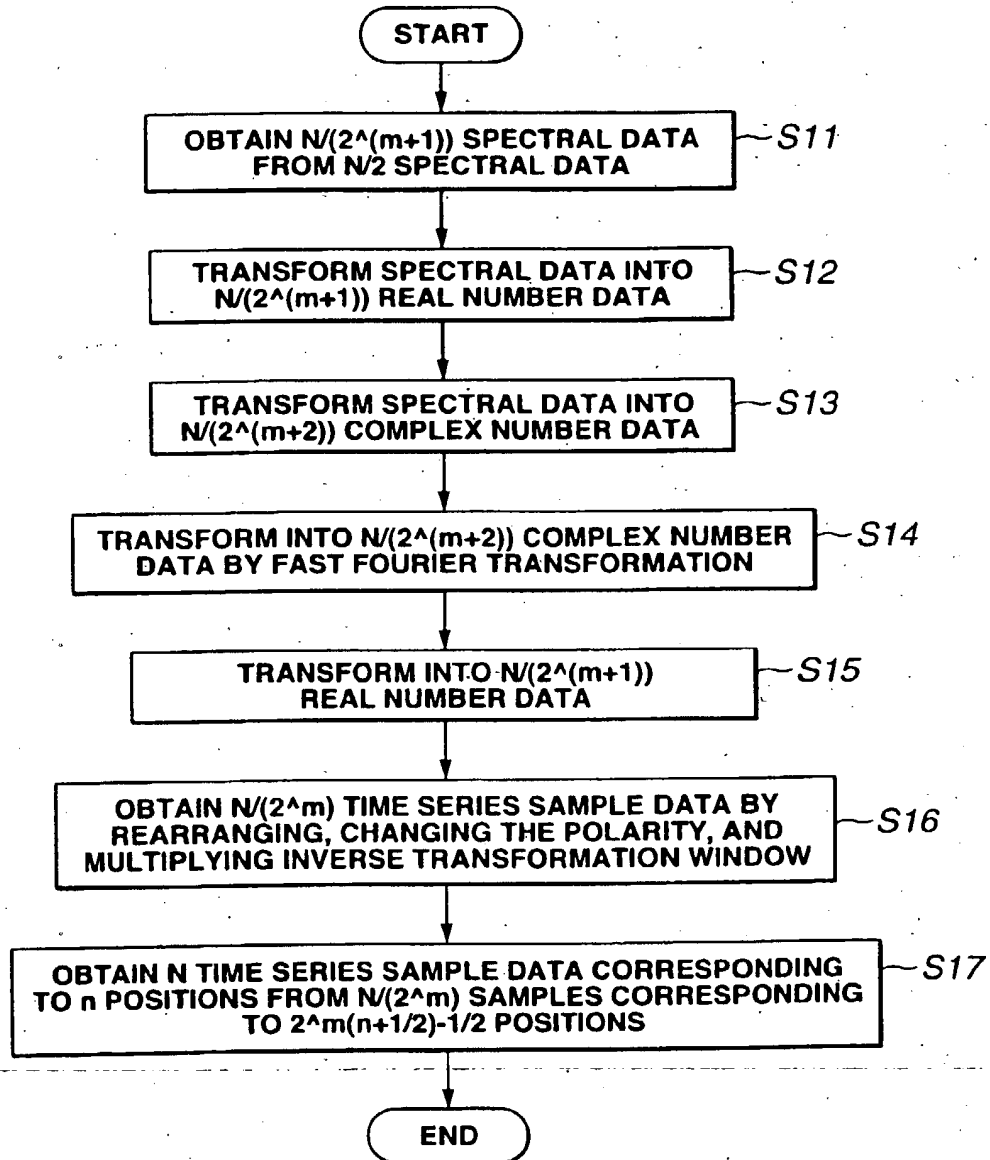 START
OBTAIN N/(2^(m+1)) SPECTRAL DATA
FROM N/2 SPECTRAL DATA
S11
TRANSFORM SPECTRAL DATA INTO
N/(2^(m+1)) REAL NUMBER DATA
S12
TRANSFORM SPECTRAL DATA INTO
N/(2^(m+2)) COMPLEX NUMBER DATA
S13
TRANSFORM INTO N/(2^(m+2)) COMPLEX NUMBER
DATA BY FAST FOURIER TRANSFORMATION
S14
TRANSFORM INTO N/(2^(m+1))
REAL NUMBER DATA
S15
OBTAIN N/(2^m) TIME SERIES SAMPLE DATA BY
REARRANGING, CHANGING THE POLARITY, AND
MULTIPLYING INVERSE TRANSFORMATION WINDOW
S16
OBTAIN N TIME SERIES SAMPLE DATA CORRESPONDING
TO n POSITIONS FROM N/(2^m) SAMPLES CORRESPONDING
TO 2^m(n+1/2)-1/2 POSITIONS
S17
END